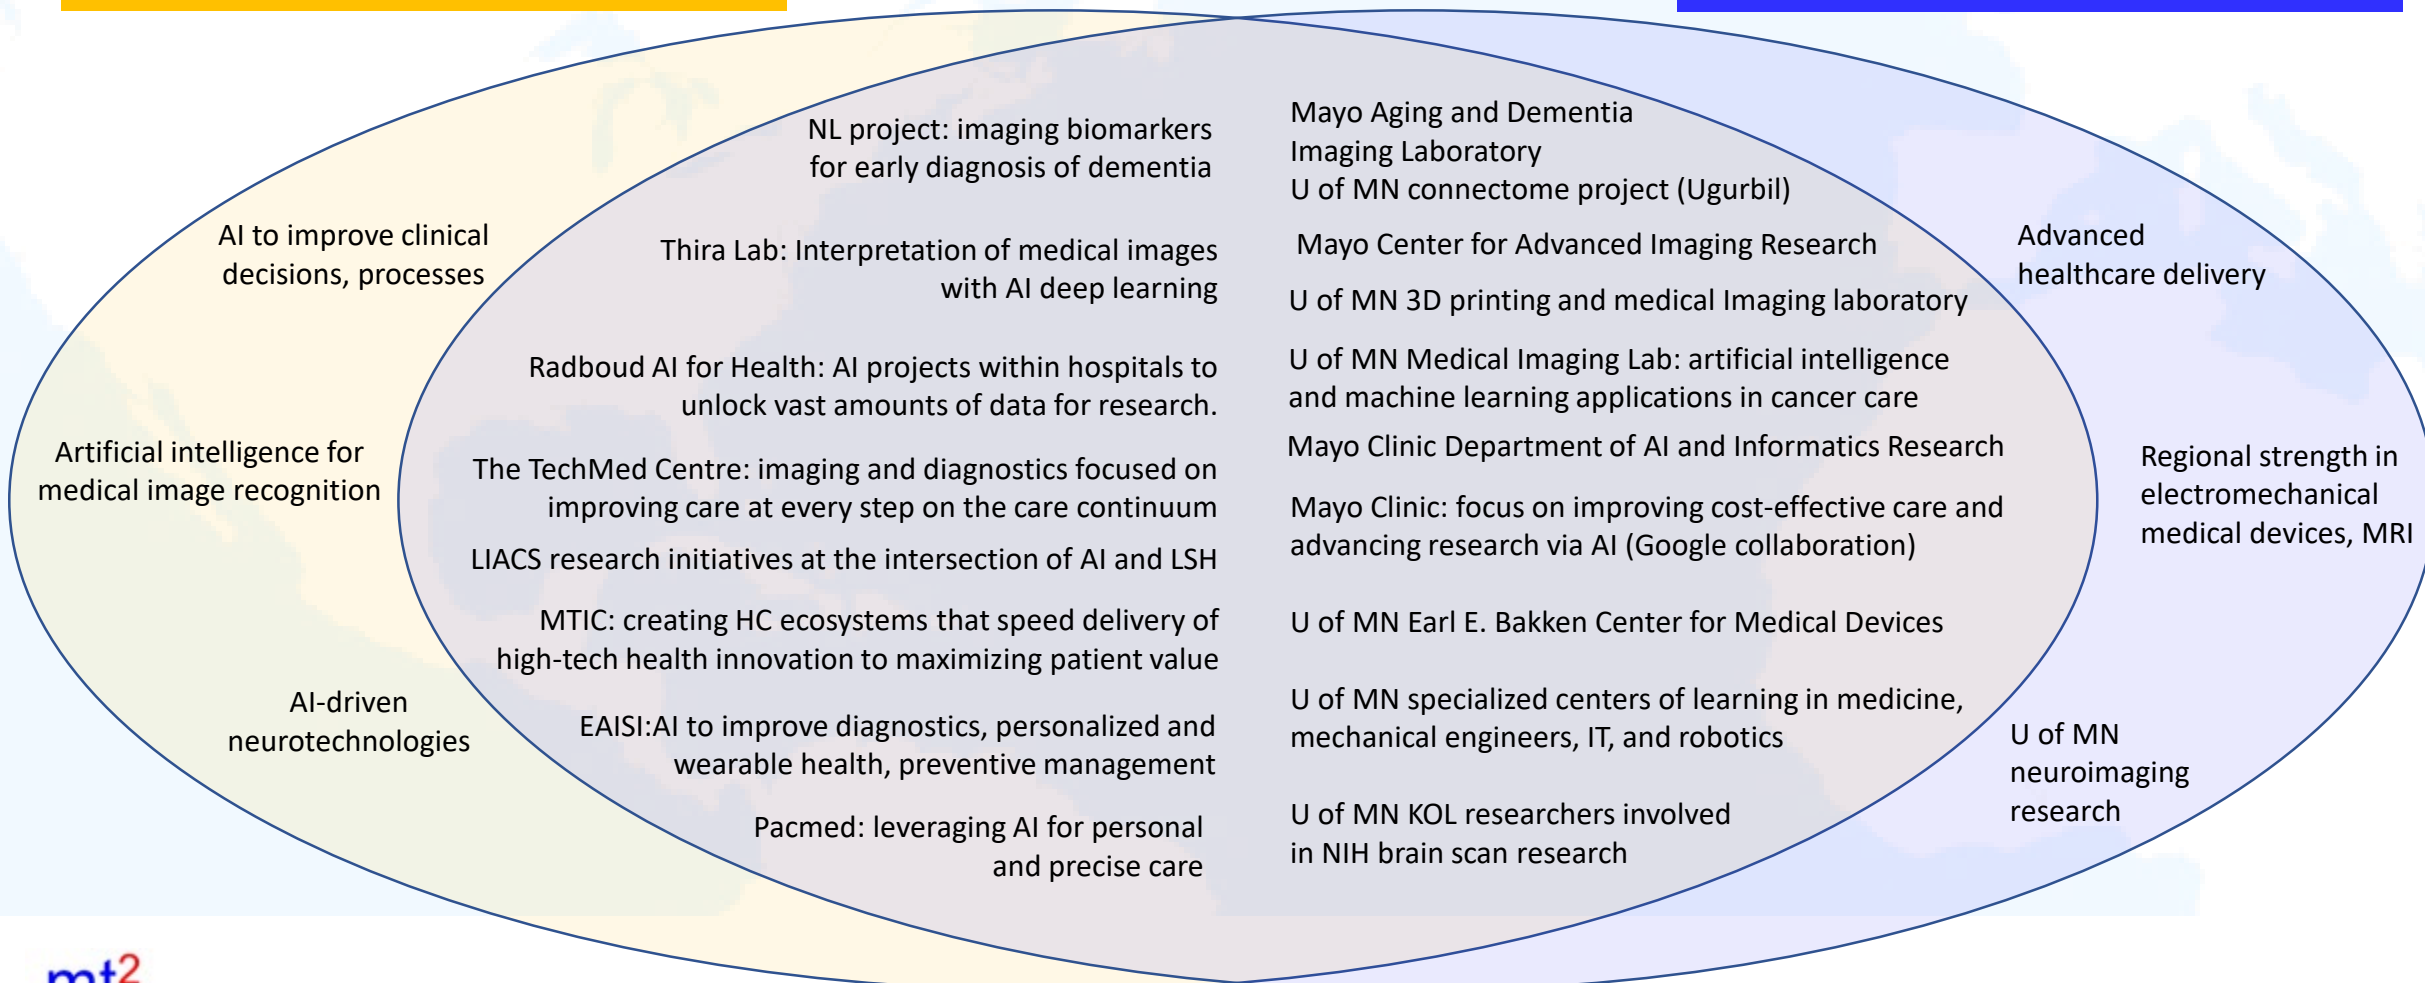 AI to improve clinical
decisions, processes
Artificial intelligence for
medical image recognition
AI-driven
neurotechnologies
NL project: imaging biomarkers
for early diagnosis of dementia
Thira Lab: Interpretation of medical images
with AI deep learning
Radboud AI for Health: AI projects within hospitals to
unlock vast amounts of data for research.
The TechMed Centre: imaging and diagnostics focused on
improving care at every step on the care continuum
LIACS research initiatives at the intersection of AI and LSH
MTIC: creating HC ecosystems that speed delivery of
high-tech health innovation to maximizing patient value
EAISI:AI to improve diagnostics, personalized and
wearable health, preventive management
Pacmed: leveraging AI for personal
and precise care
Mayo Aging and Dementia
Imaging Laboratory
U of MN connectome project (Ugurbil)
Mayo Center for Advanced Imaging Research
U of MN 3D printing and medical Imaging laboratory
U of MN Medical Imaging Lab: artificial intelligence
and machine learning applications in cancer care
Mayo Clinic Department of AI and Informatics Research
Mayo Clinic: focus on improving cost-effective care and
advancing research via AI (Google collaboration)
U of MN Earl E. Bakken Center for Medical Devices
U of MN specialized centers of learning in medicine,
mechanical engineers, IT, and robotics
U of MN KOL researchers involved
in NIH brain scan research
Advanced
healthcare delivery
Regional strength in
electromechanical
medical devices, MRI
U of MN
neuroimaging
research
mt2